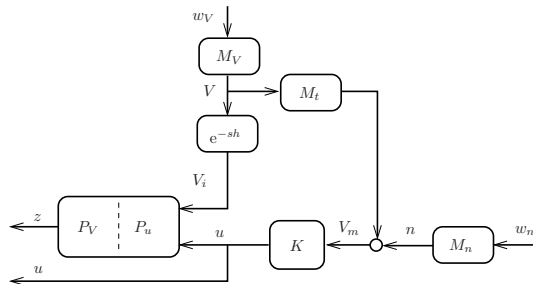 w_V
M_V
V
M_t
e^{-sh}
V_i
z
P_V
P_u
u
K
V_m
n
M_n
w_n
u